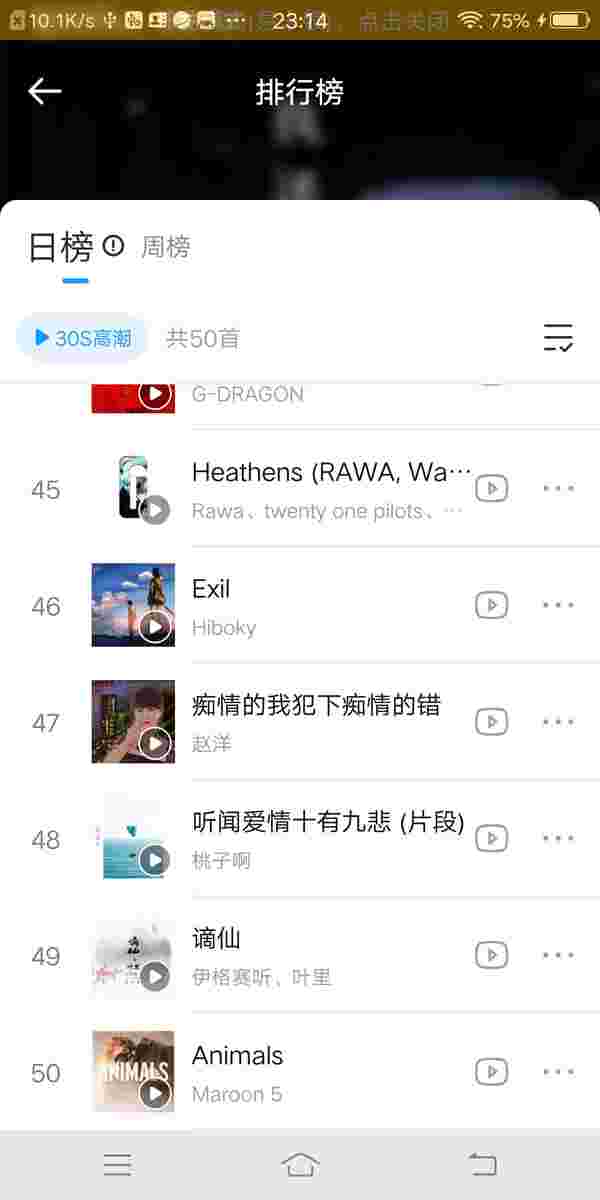 10.1K/s
23:14
点击关闭
75%
排行榜
日榜
周榜
30S高潮
共50首
G-DRAGON
45
Heathens (RAWA, Wa…
Rawa、twenty one pilots、…
46
Exil
Hiboky
47
痴情的我犯下痴情的错
赵洋
48
听闻爱情十有九悲 (片段)
桃子啊
49
谪仙
伊格赛听、叶里
50
ANIMALS
Animals
Maroon 5